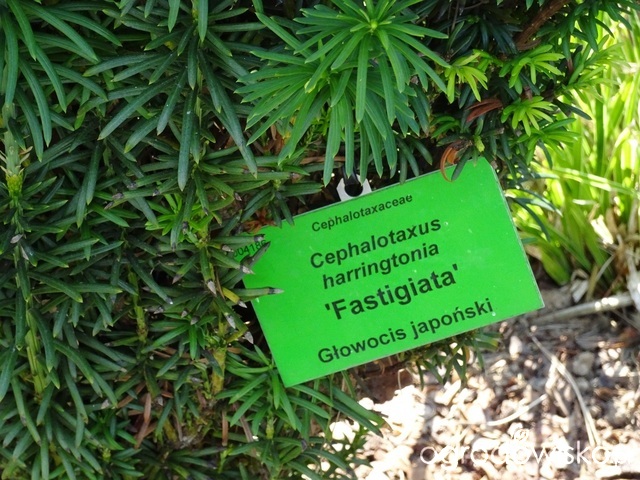 Cephalotaxaceae
Cephalotaxus
harringtonia
'Fastigiata'
Głowocis japoński